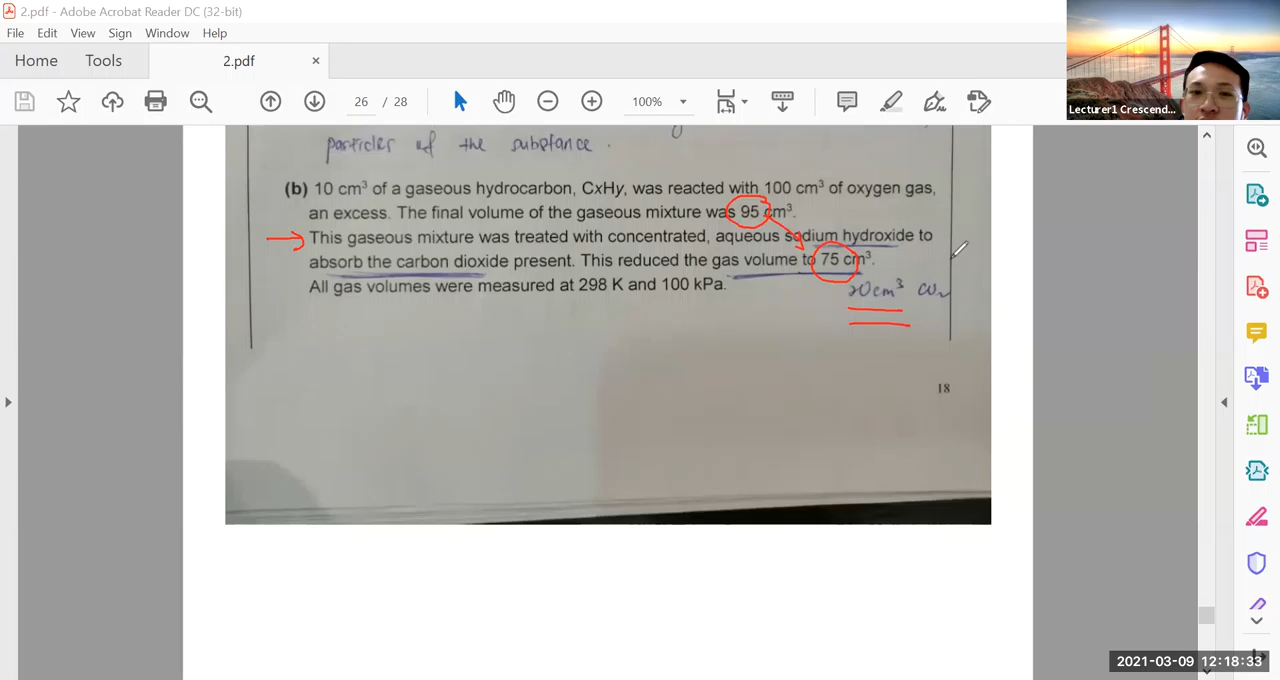 2.pdf - Adobe Acrobat Reader DC (32-bit)
File Edit View Sign Window Help
Home Tools 2.pdf ×
26 / 28 100%
Lecturer1 Crescend...
particles of the substance.
(b) 10 cm³ of a gaseous hydrocarbon, CxHy, was reacted with 100 cm³ of oxygen gas,
an excess. The final volume of the gaseous mixture was 95 cm³.
This gaseous mixture was treated with concentrated, aqueous sodium hydroxide to
absorb the carbon dioxide present. This reduced the gas volume to 75 cm³.
All gas volumes were measured at 298 K and 100 kPa.
20cm³ CO₂
18
2021-03-09 12:18:33